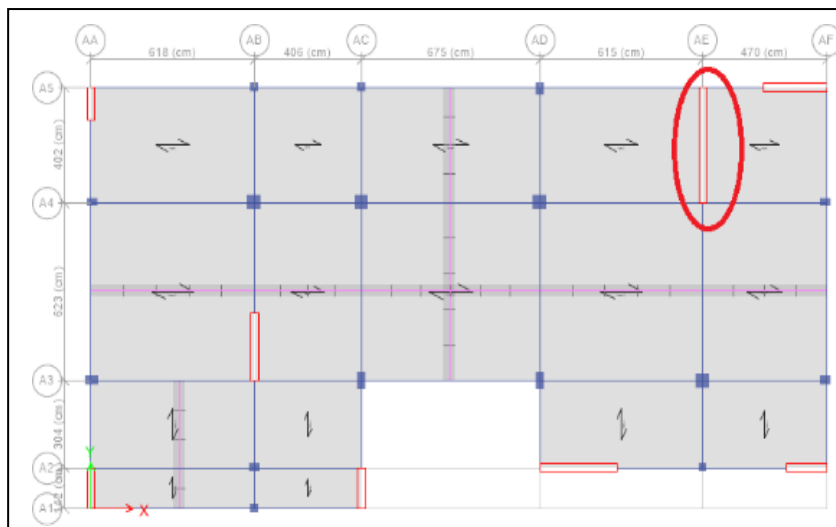 AA AB AC AD AE AF
618 (cm) 406 (cm) 675 (cm) 615 (cm) 470 (cm)
A5
402 (cm)
A4
623 (cm)
A3
304 (cm)
Y
A2
A1 X